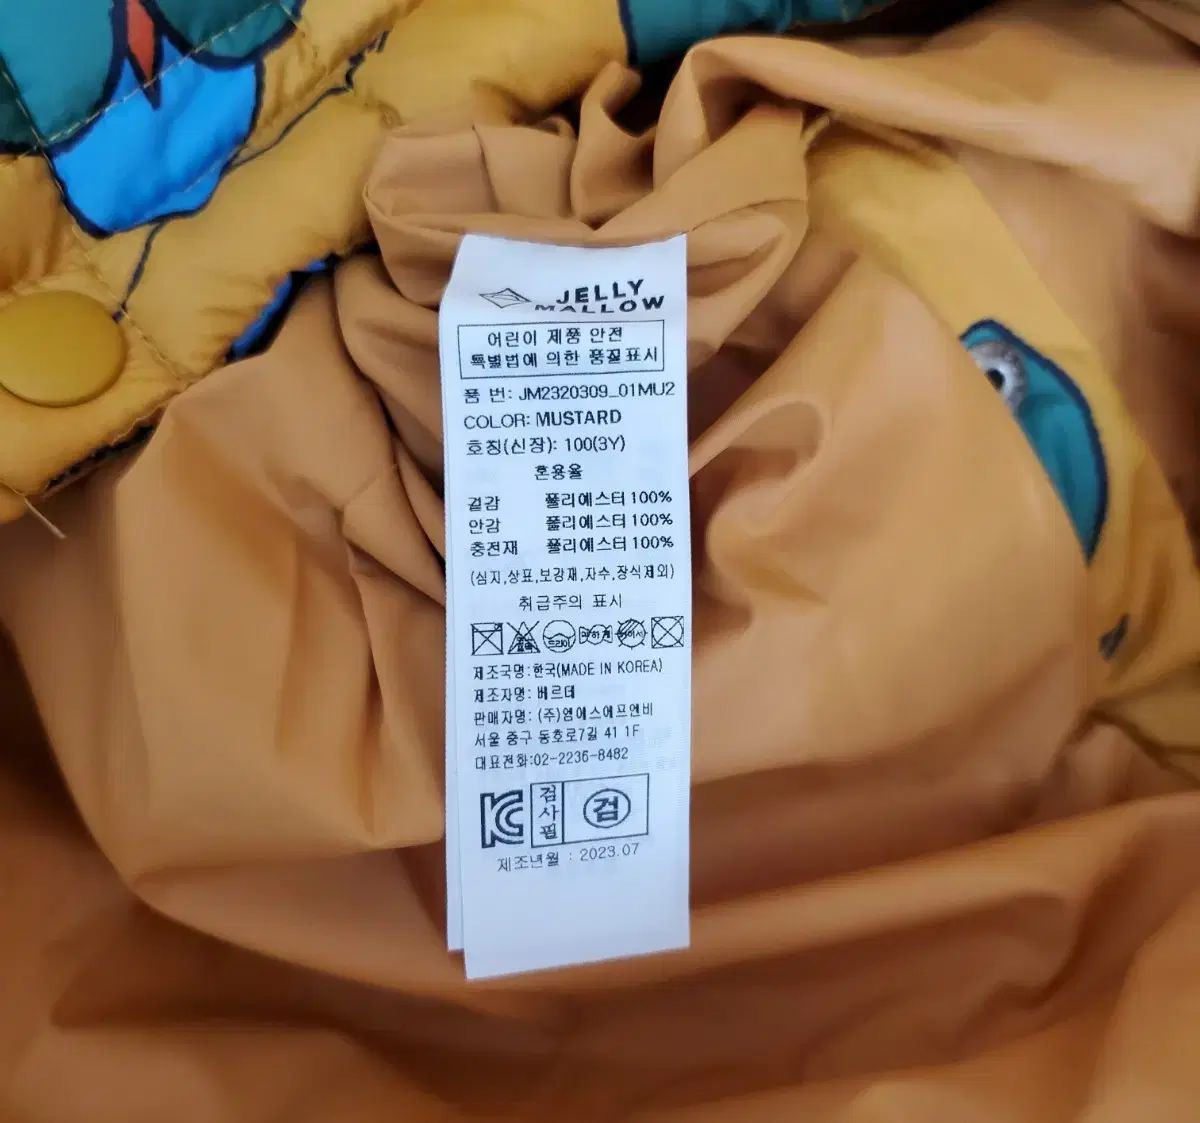 JELLY
MALLOW
어린이 제품 안전
특별법에 의한 품질표시
품 번: JM2320309_01MU2
COLOR: MUSTARD
호칭(신장): 100(3Y)
혼용율
겉감 폴리에스터 100%
안감 폴리에스터 100%
충전재 폴리에스터 100%
(심지,상표,보강재,자수,장식제외)
취급주의 표시
드라이
제조국명:한국(MADE IN KOREA)
제조자명: 베르데
판매자명: (주)엠에스에프엔비
서울 중구 동호로7길 41 1F
대표전화:02-2236-8482
KC 검사필 검
제조년월 : 2023.07